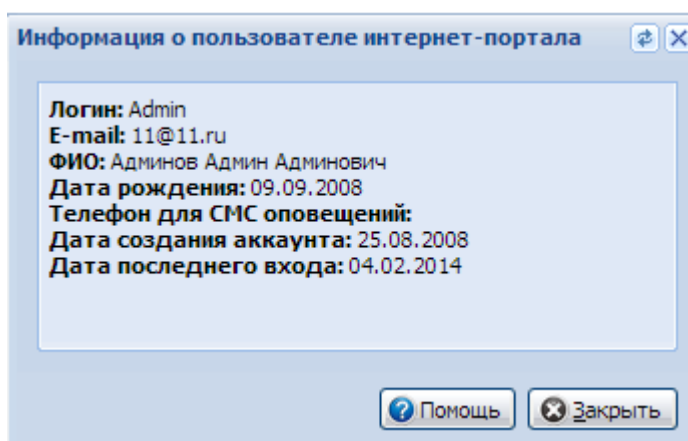 Информация о пользователе интернет-портала
Логин: Admin
E-mail: 11@11.ru
ФИО: Админов Админ Админович
Дата рождения: 09.09.2008
Телефон для СМС оповещений:
Дата создания аккаунта: 25.08.2008
Дата последнего входа: 04.02.2014
Помощь Закрыть